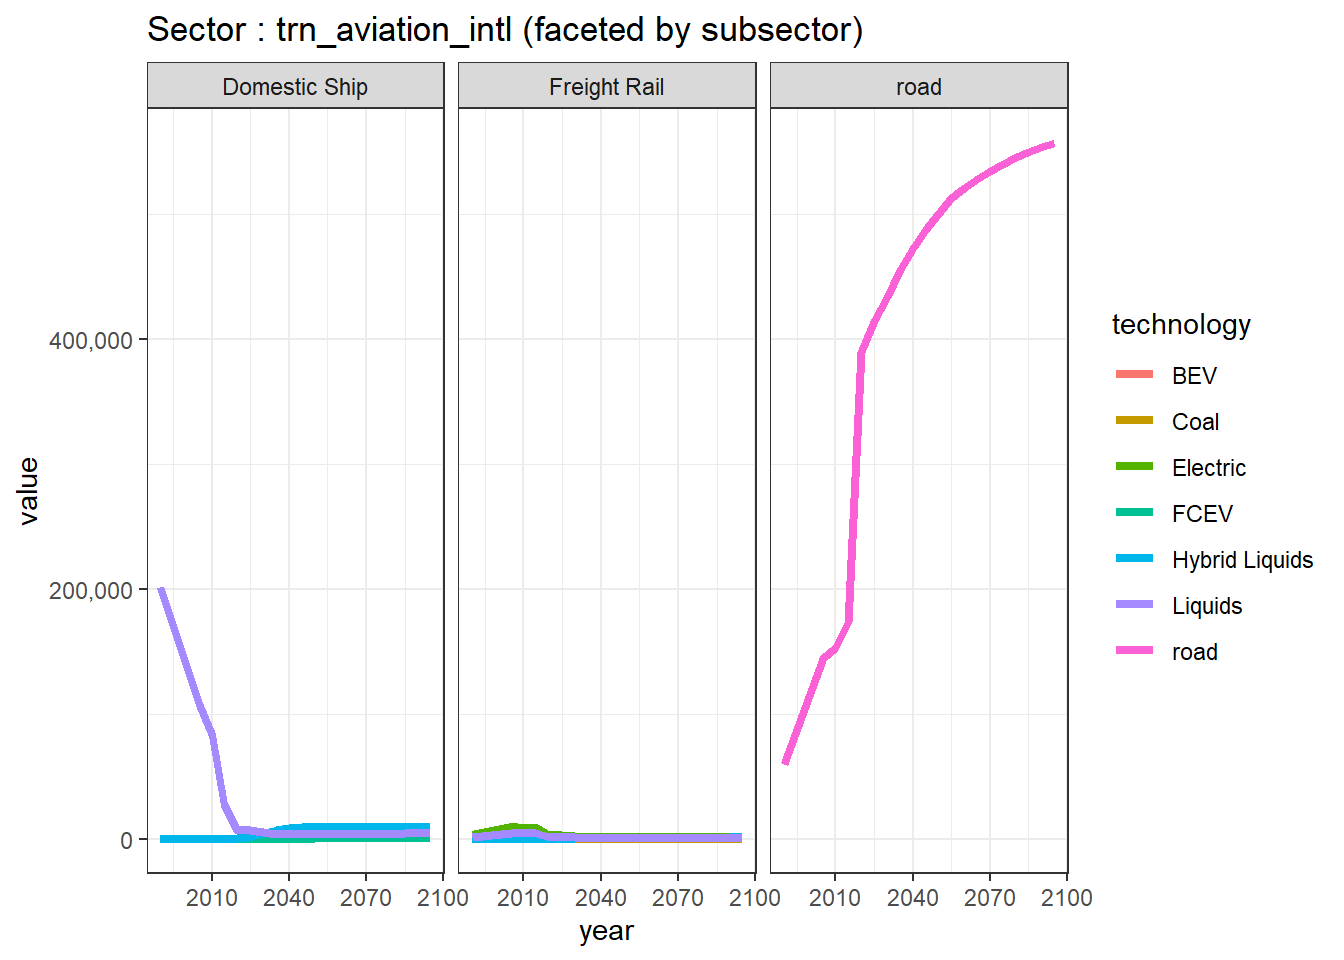 Sector : trn_aviation_intl (faceted by subsector)
Domestic Ship
Freight Rail
road
400,000
200,000
0
value
2010 2040 2070 2100
2010 2040 2070 2100
2010 2040 2070 2100
year
technology
BEV
Coal
Electric
FCEV
Hybrid Liquids
Liquids
road